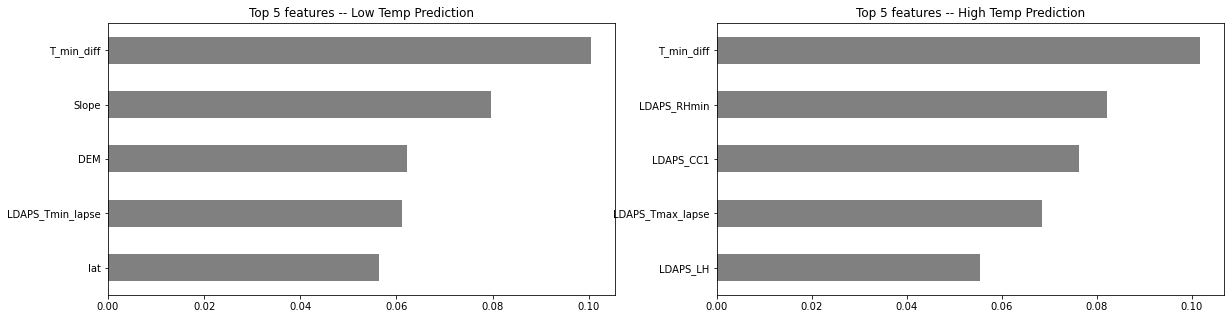 Top 5 features -- Low Temp Prediction
T_min_diff
Slope
DEM
LDAPS_Tmin_lapse
lat
0.00 0.02 0.04 0.06 0.08 0.10
Top 5 features -- High Temp Prediction
T_min_diff
LDAPS_RHmin
LDAPS_CC1
LDAPS_Tmax_lapse
LDAPS_LH
0.00 0.02 0.04 0.06 0.08 0.10